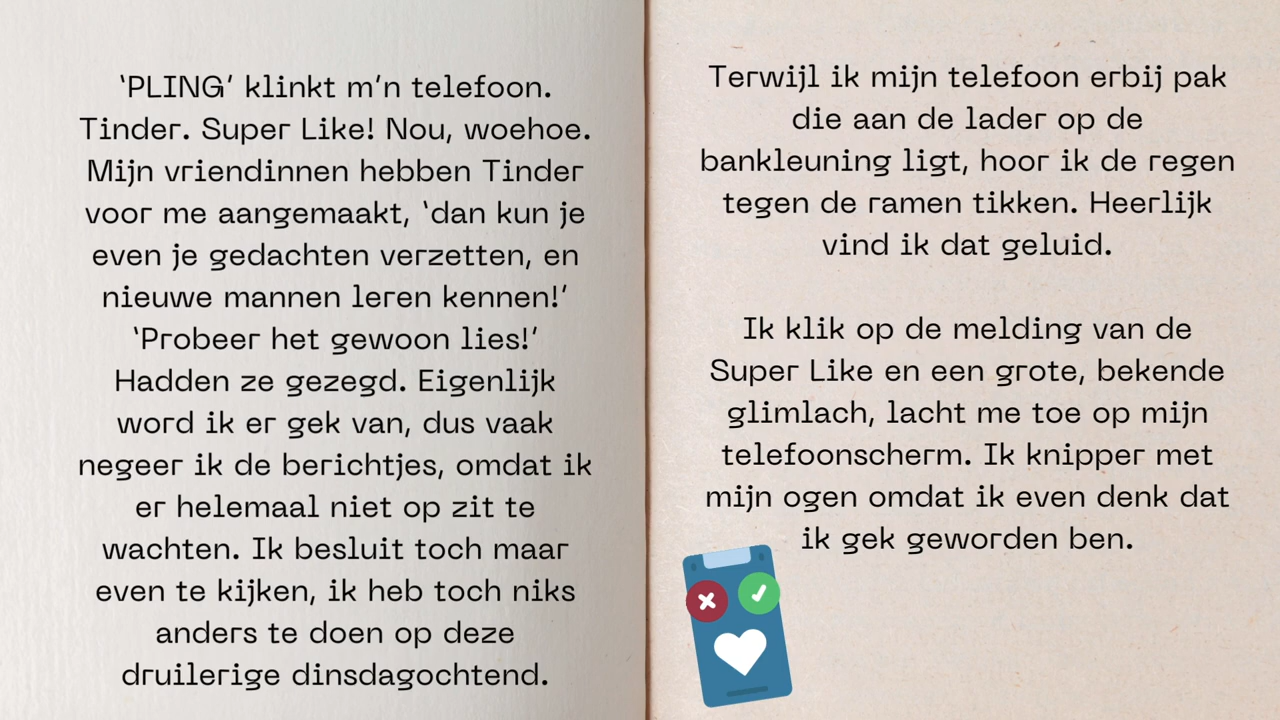 ‘PLING’ klinkt m’n telefoon.
Tinder. Super Like! Nou, woehoe.
Mijn vriendinnen hebben Tinder
voor me aangemaakt, ‘dan kun je
even je gedachten verzetten, en
nieuwe mannen leren kennen!’
‘Probeer het gewoon lies!’
Hadden ze gezegd. Eigenlijk
word ik er gek van, dus vaak
negeer ik de berichtjes, omdat ik
er helemaal niet op zit te
wachten. Ik besluit toch maar
even te kijken, ik heb toch niks
anders te doen op deze
druilerige dinsdagochtend.
Terwijl ik mijn telefoon erbij pak
die aan de lader op de
bankleuning ligt, hoor ik de regen
tegen de ramen tikken. Heerlijk
vind ik dat geluid.
Ik klik op de melding van de
Super Like en een grote, bekende
glimlach, lacht me toe op mijn
telefoonscherm. Ik knipper met
mijn ogen omdat ik even denk dat
ik gek geworden ben.